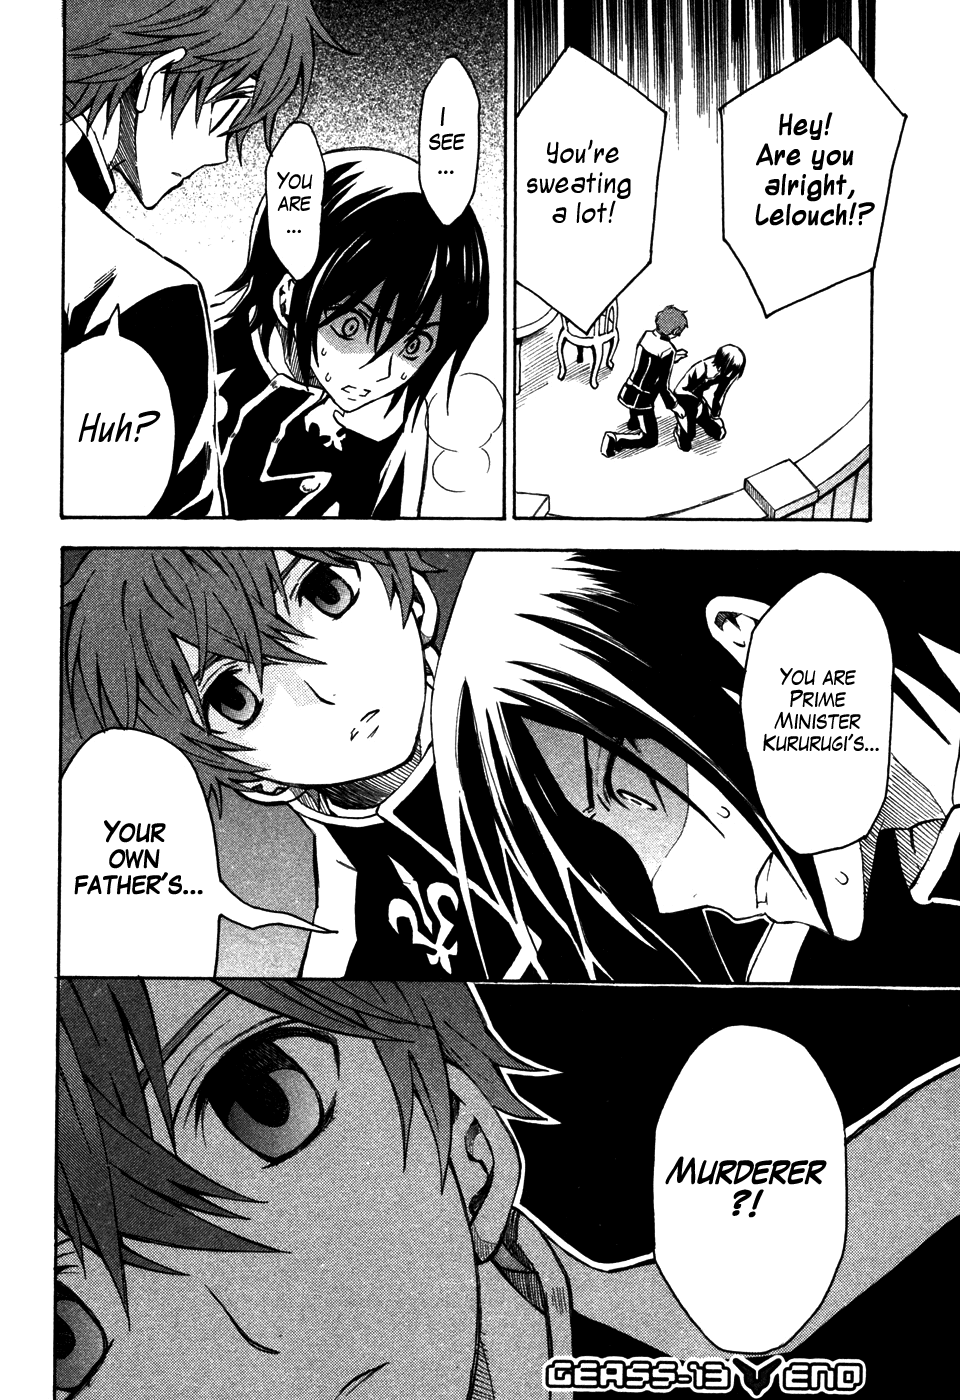 Hey!
Are you
alright,
Lelouch!?
You're
sweating
a lot!
I
SEE
...
YOU
ARE
...
Huh?
YOU ARE
PRIME
MINISTER
KURURUGI'S...
YOUR
OWN
FATHER'S...
MURDERER
?!
GEASS-13 END